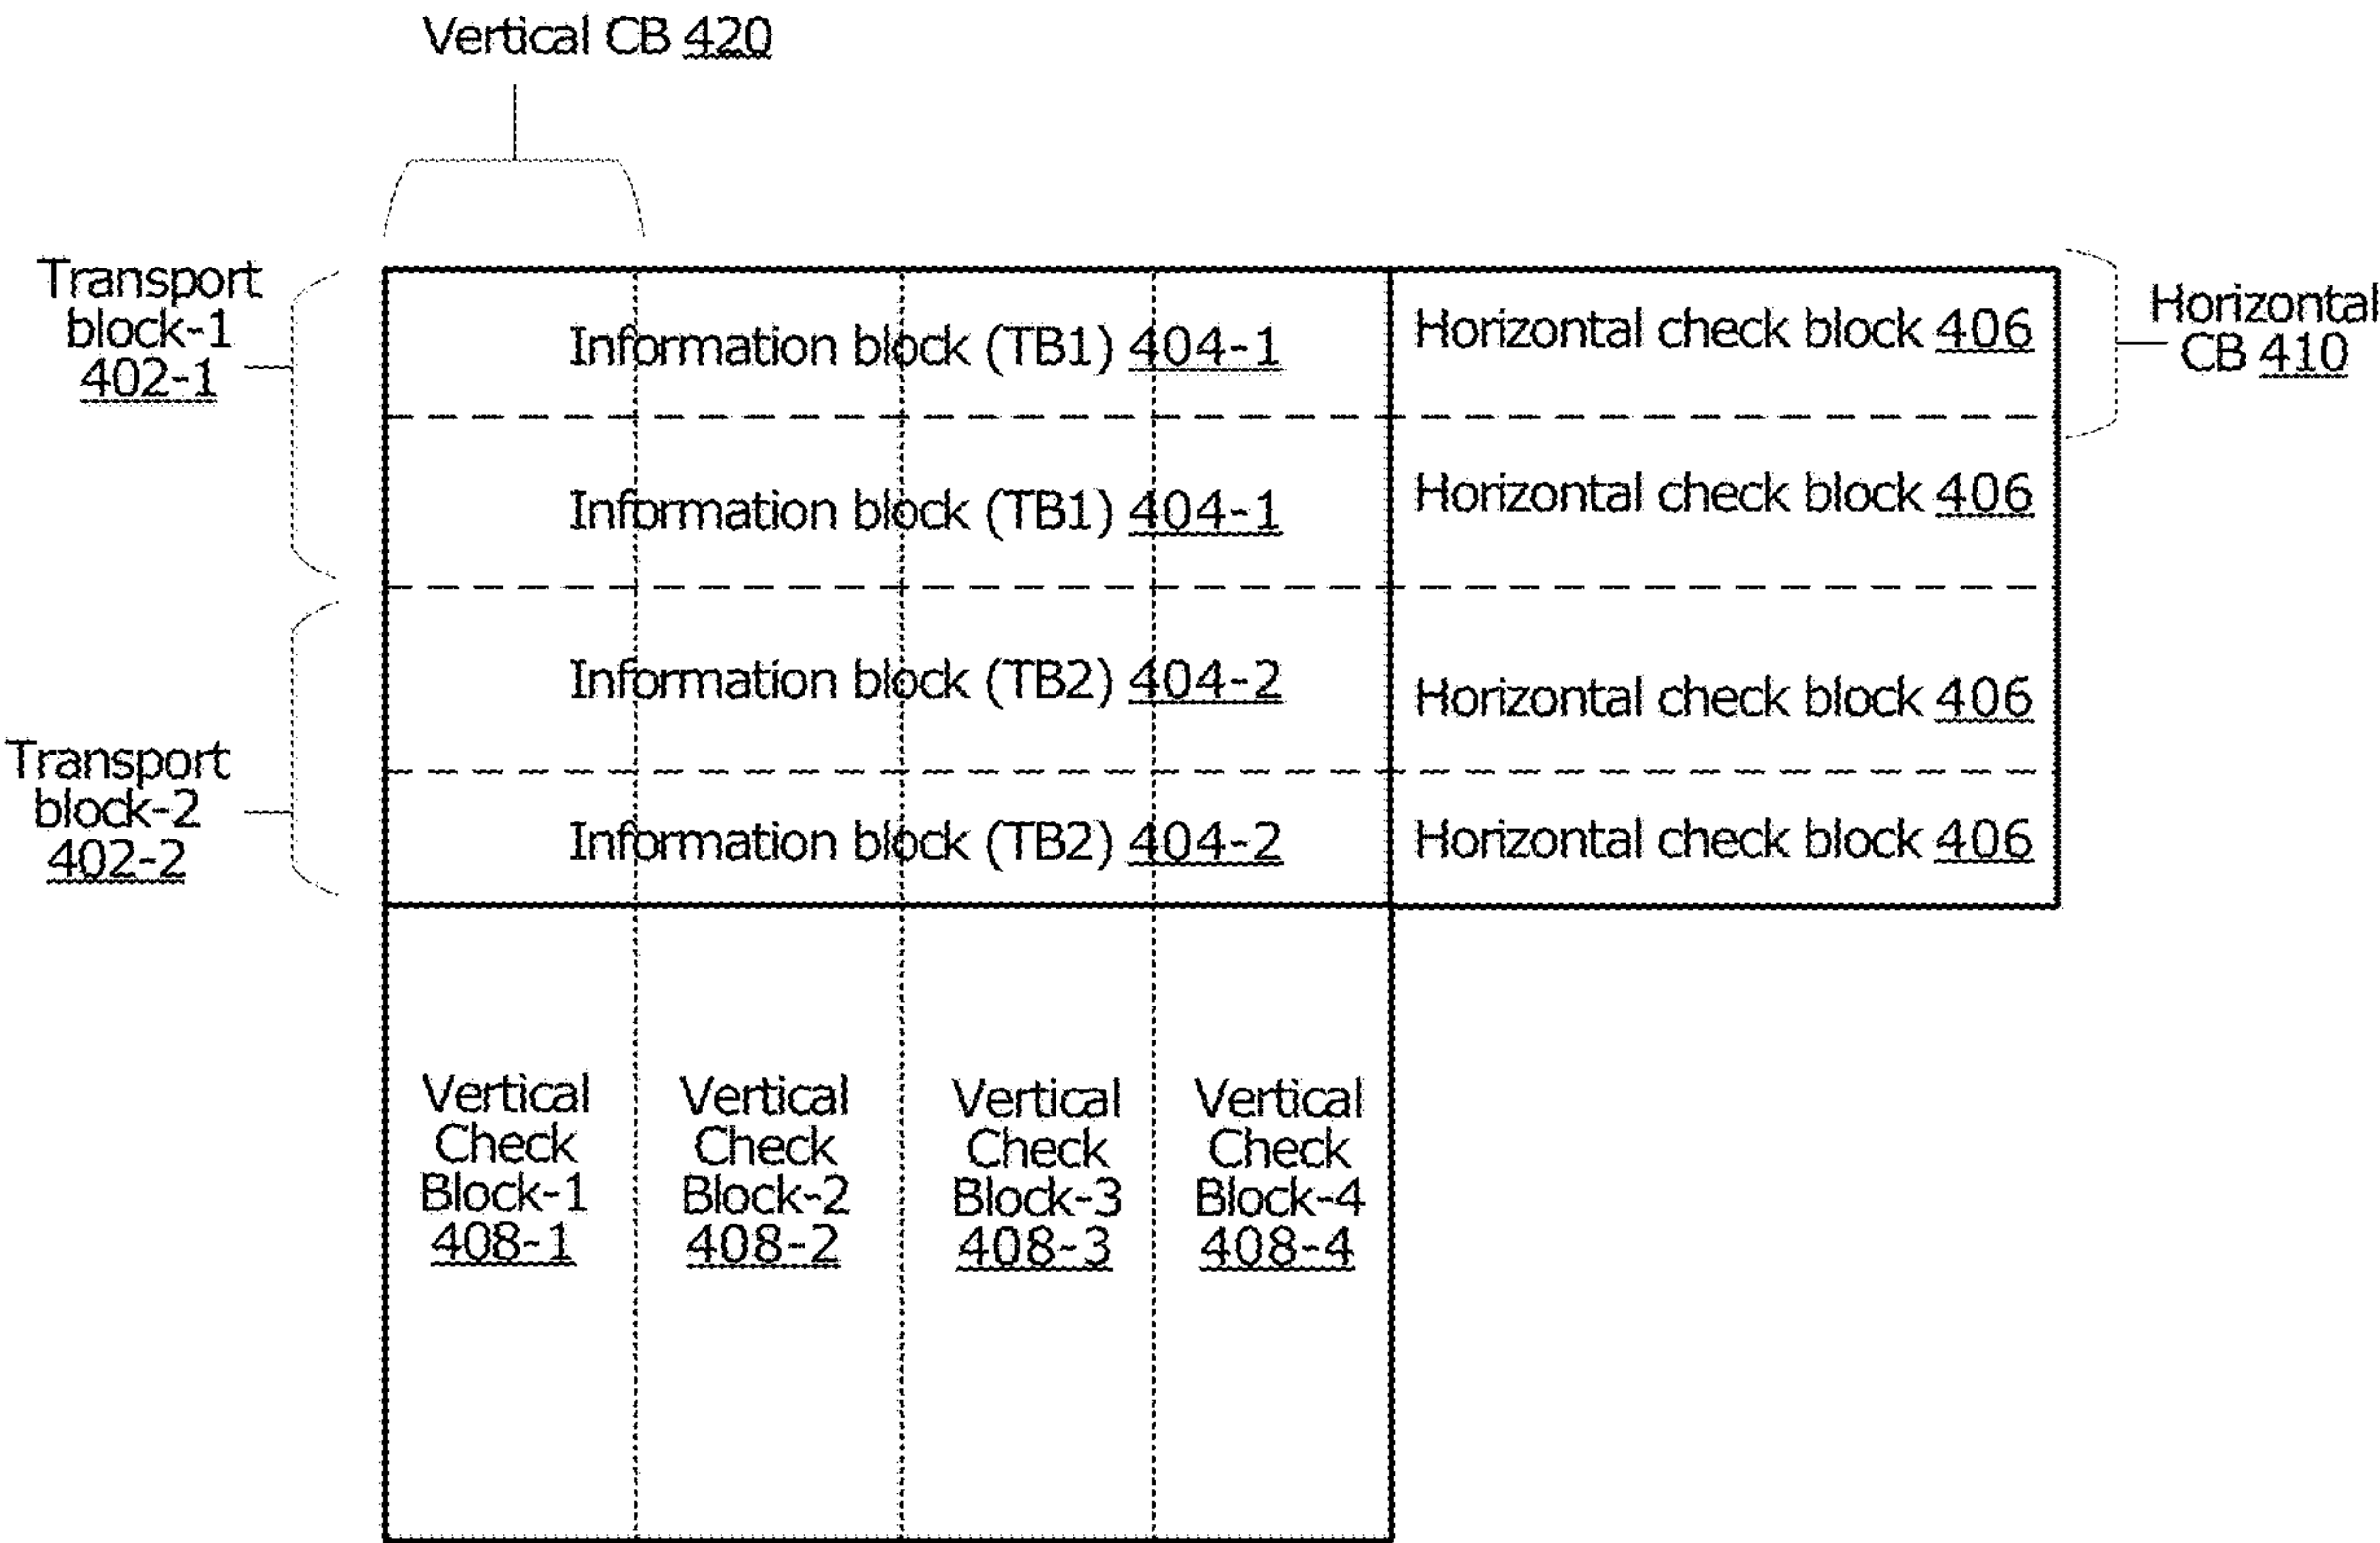 Vertical CB 420
Transport
block-1
402-1
Information block (TB1) 404-1
Horizontal check block 406
Horizontal
CB 410
Information block (TB1) 404-1
Horizontal check block 406
Information block (TB2) 404-2
Horizontal check block 406
Transport
block-2
402-2
Information block (TB2) 404-2
Horizontal check block 406
Vertical
Check
Block-1
408-1
Vertical
Check
Block-2
408-2
Vertical
Check
Block-3
408-3
Vertical
Check
Block-4
408-4